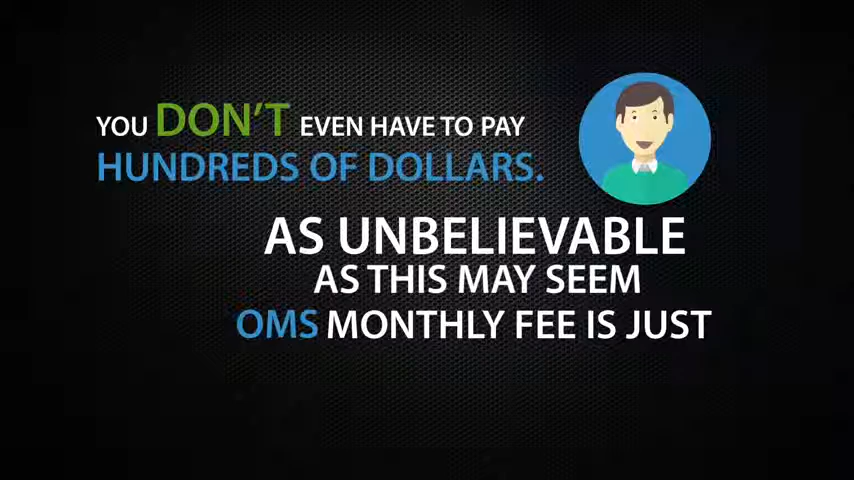 YOU DON'T EVEN HAVE TO PAY
HUNDREDS OF DOLLARS.
AS UNBELIEVABLE
AS THIS MAY SEEM
OMS MONTHLY FEE IS JUST